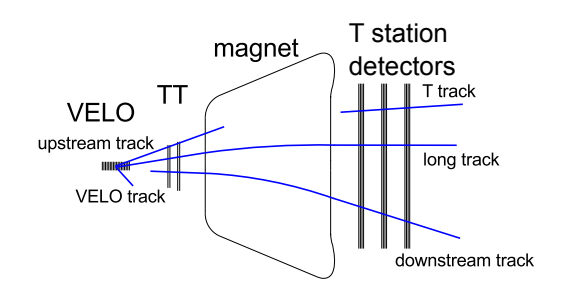 T station
detectors
magnet
TT
VELO
T track
upstream track
long track
VELO track
downstream track